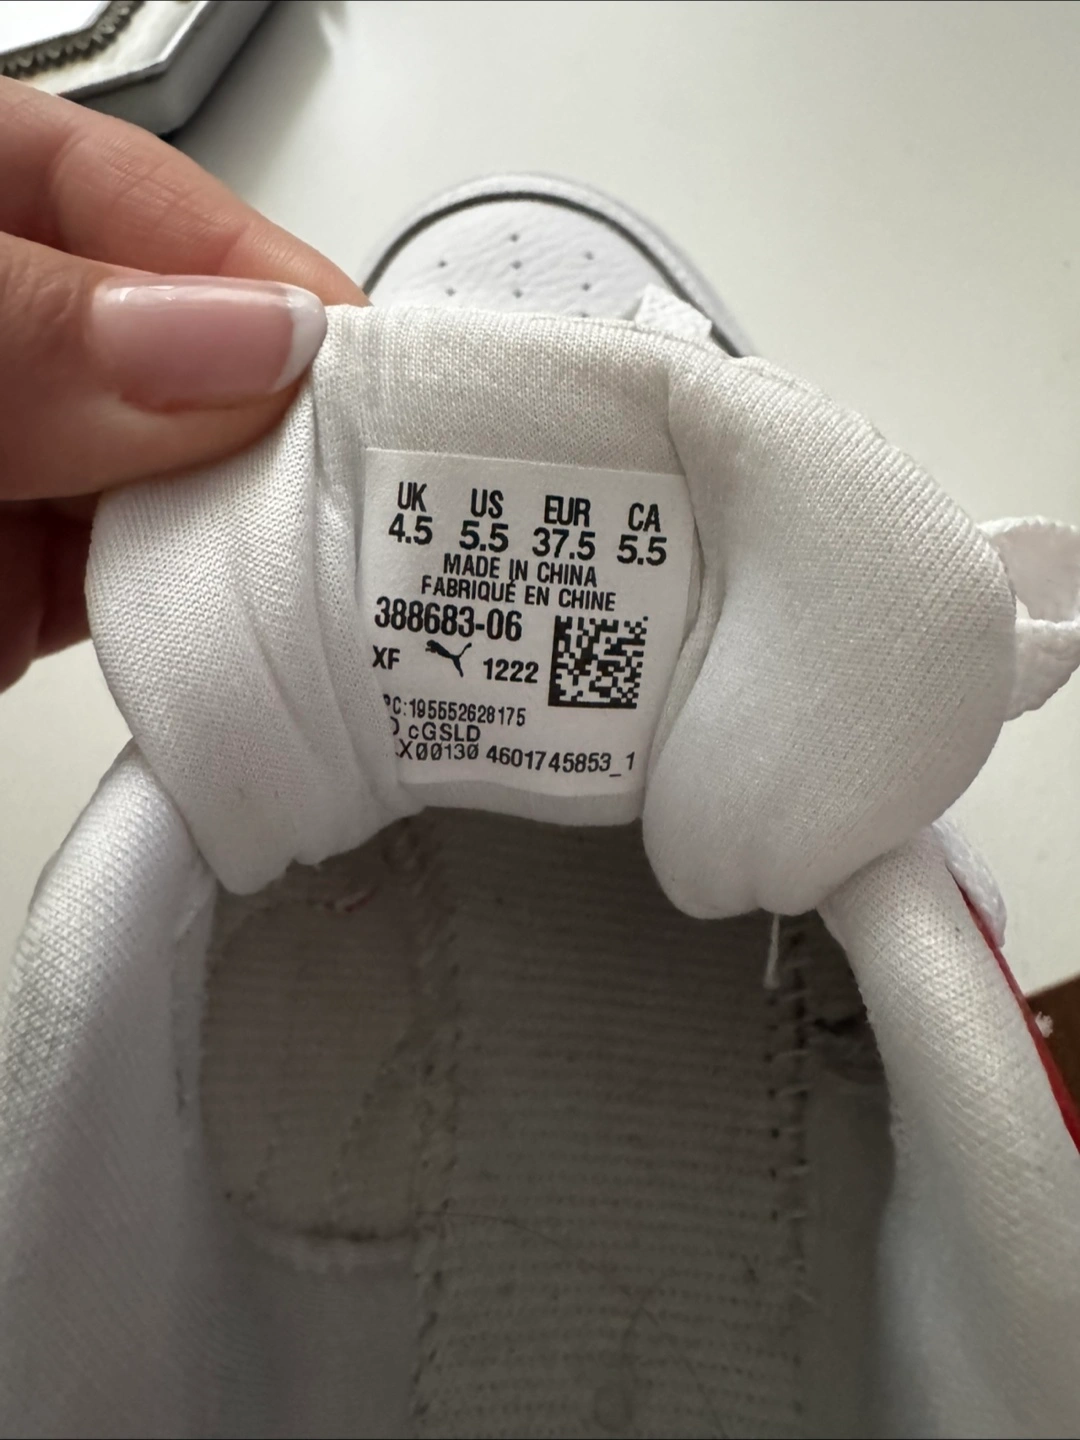 UK US EUR CA
4.5 5.5 37.5 5.5
MADE IN CHINA
FABRIQUÉ EN CHINE
388683-06
XF 1222
PC:195552628175
cGSLD
X00130 4601745853_1